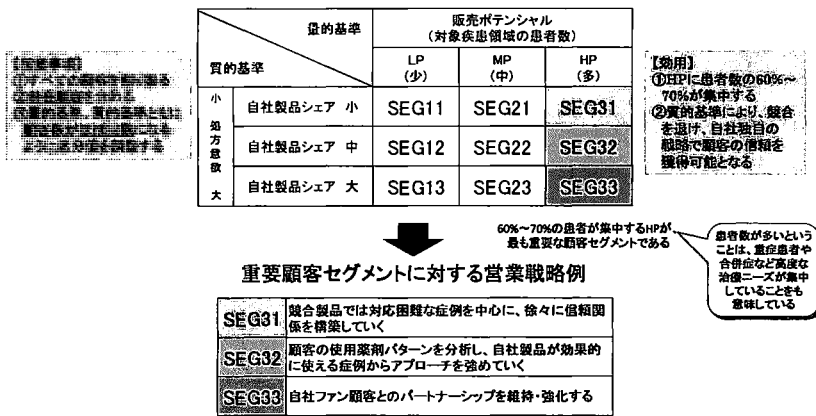 量的基準
質的基準
販売ポテンシャル
(対象疾患領域の患者数)
LP
(少)
MP
(中)
HP
(多)
小 処方意欲 大
自社製品シェア 小
SEG11
SEG21
SEG31
自社製品シェア 中
SEG12
SEG22
SEG32
自社製品シェア 大
SEG13
SEG23
SEG33
【効用】
①HPに患者数の60%~
70%が集中する
②質的基準により、競合
を退け、自社独自の
戦略で顧客の信頼を
獲得可能となる
60%~70%の患者が集中するHPが
最も重要な顧客セグメントである
患者数が多いという
ことは、重症患者や
合併症など高度な
治療ニーズが集中
していることをも
意味している
重要顧客セグメントに対する営業戦略例
SEG31
競合製品では対応困難な症例を中心に、徐々に信頼関
係を構築していく
SEG32
顧客の使用薬剤パターンを分析し、自社製品が効果的
に使える症例からアプローチを強めていく
SEG33
自社ファン顧客とのパートナーシップを維持・強化する